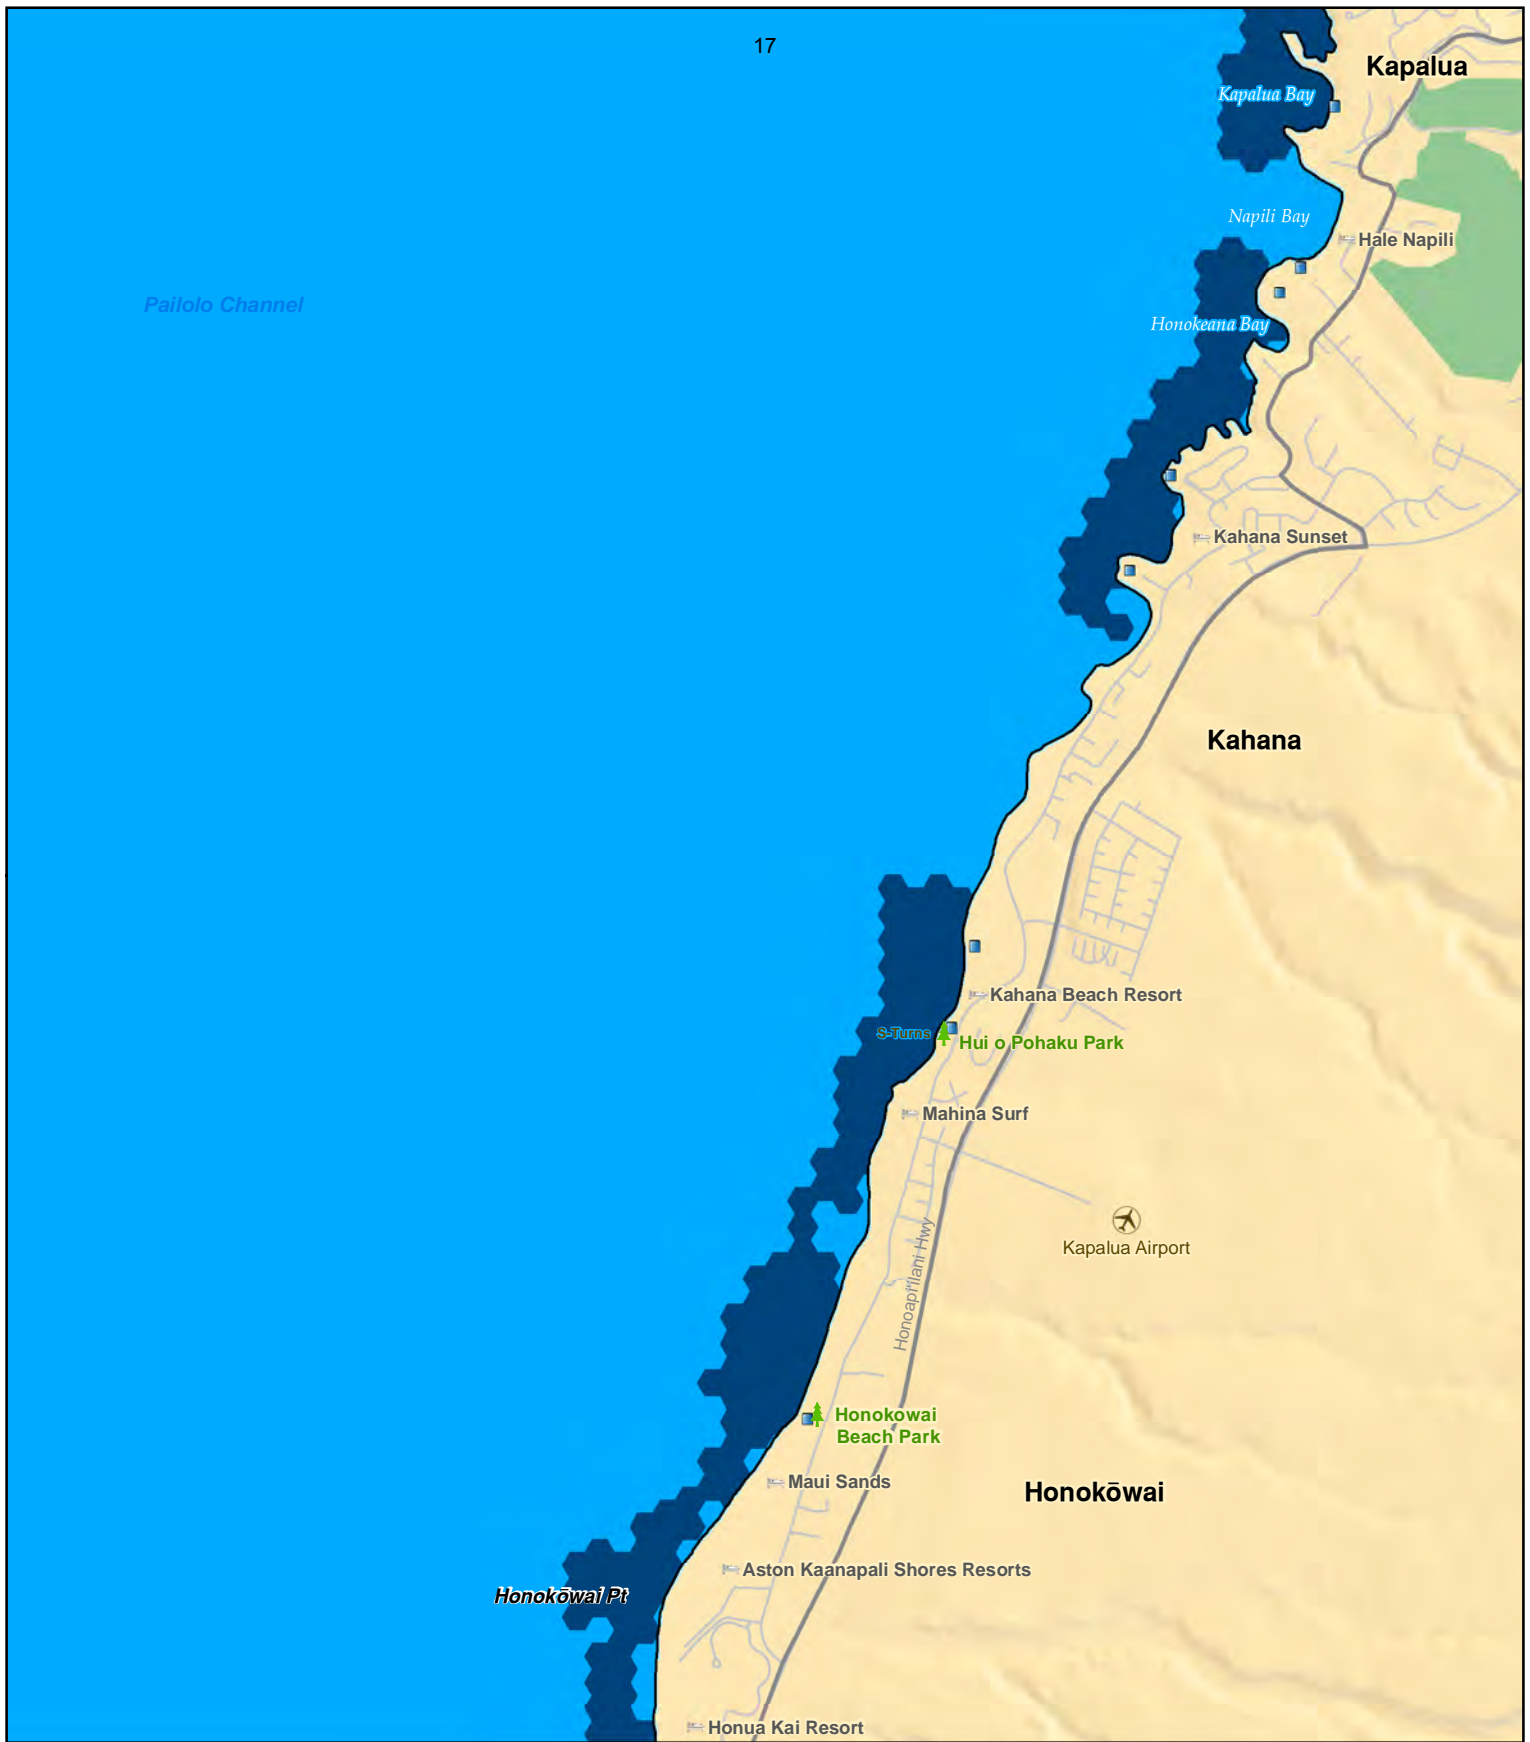 17
Kapalua
Kapalua Bay
Napili Bay
Hale Napili
Pailolo Channel
Honokeana Bay
Kahana Sunset
Kahana
Kahana Beach Resort
S-Turns
Hui o Pohaku Park
Mahina Surf
Kapalua Airport
Honoapi'ilani Hwy
Honokowai
Beach Park
Maui Sands
Honokōwai
Aston Kaanapali Shores Resorts
Honokōwai Pt
Honua Kai Resort